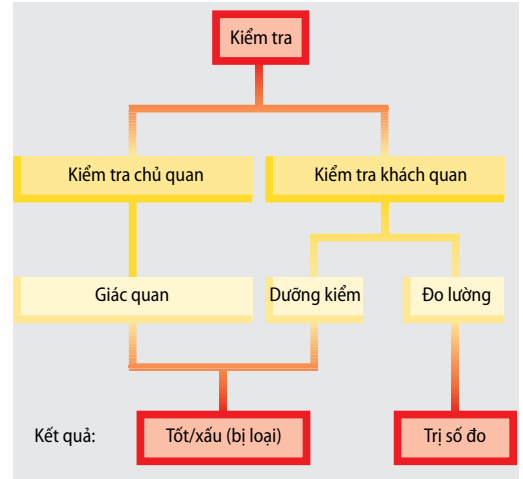 Kiểm tra
Kiểm tra chủ quan
Kiểm tra khách quan
Giác quan
Dưỡng kiểm
Đo lường
Kết quả:
Tốt/xấu (bị loại)
Trị số đo